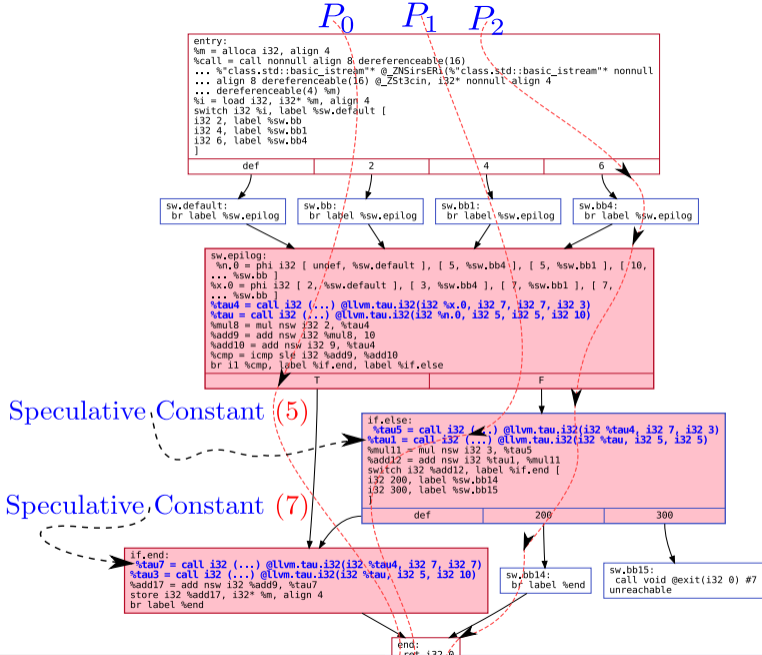 P0 P1 P2
entry:
%m = alloca i32, align 4
%call = call nonnull align 8 dereferenceable(16)
... %"class.std::basic_istream"* @_ZNSirsERi(%"class.std::basic_istream"* nonnull
... align 8 dereferenceable(16) @_ZSt3cin, i32* nonnull align 4
... dereferenceable(4) %m)
%i = load i32, i32* %m, align 4
switch i32 %i, label %sw.default [
i32 2, label %sw.bb
i32 4, label %sw.bb1
i32 6, label %sw.bb4
]
def 2 4 6
sw.default:
br label %sw.epilog
sw.bb:
br label %sw.epilog
sw.bb1:
br label %sw.epilog
sw.bb4:
br label %sw.epilog
sw.epilog:
%n.0 = phi i32 [ undef, %sw.default ], [ 5, %sw.bb4 ], [ 5, %sw.bb1 ], [ 10,
... %sw.bb ]
%x.0 = phi i32 [ 2, %sw.default ], [ 3, %sw.bb4 ], [ 7, %sw.bb1 ], [ 7,
... %sw.bb ]
%tau4 = call i32 (...) @llvm.tau.i32(i32 %x.0, i32 7, i32 7, i32 3)
%tau = call i32 (...) @llvm.tau.i32(i32 %n.0, i32 5, i32 5, i32 10)
%mul8 = mul nsw i32 2, %tau4
%add9 = add nsw i32 %mul8, 10
%add10 = add nsw i32 9, %tau4
%cmp = icmp sle i32 %add9, %add10
br i1 %cmp, label %if.end, label %if.else
T F
Speculative Constant (5)
if.else:
%tau5 = call i32 (...) @llvm.tau.i32(i32 %tau4, i32 7, i32 3)
%tau1 = call i32 (...) @llvm.tau.i32(i32 %tau, i32 5, i32 5)
%mul11 = mul nsw i32 3, %tau5
%add12 = add nsw i32 %tau1, %mul11
switch i32 %add12, label %if.end [
i32 200, label %sw.bb14
i32 300, label %sw.bb15
]
def 200 300
Speculative Constant (7)
if.end:
%tau7 = call i32 (...) @llvm.tau.i32(i32 %tau4, i32 7, i32 7)
%tau3 = call i32 (...) @llvm.tau.i32(i32 %tau, i32 5, i32 10)
%add17 = add nsw i32 %add9, %tau7
store i32 %add17, i32* %m, align 4
br label %end
sw.bb14:
br label %end
sw.bb15:
call void @exit(i32 0) #7
unreachable
end:
ret i32 0